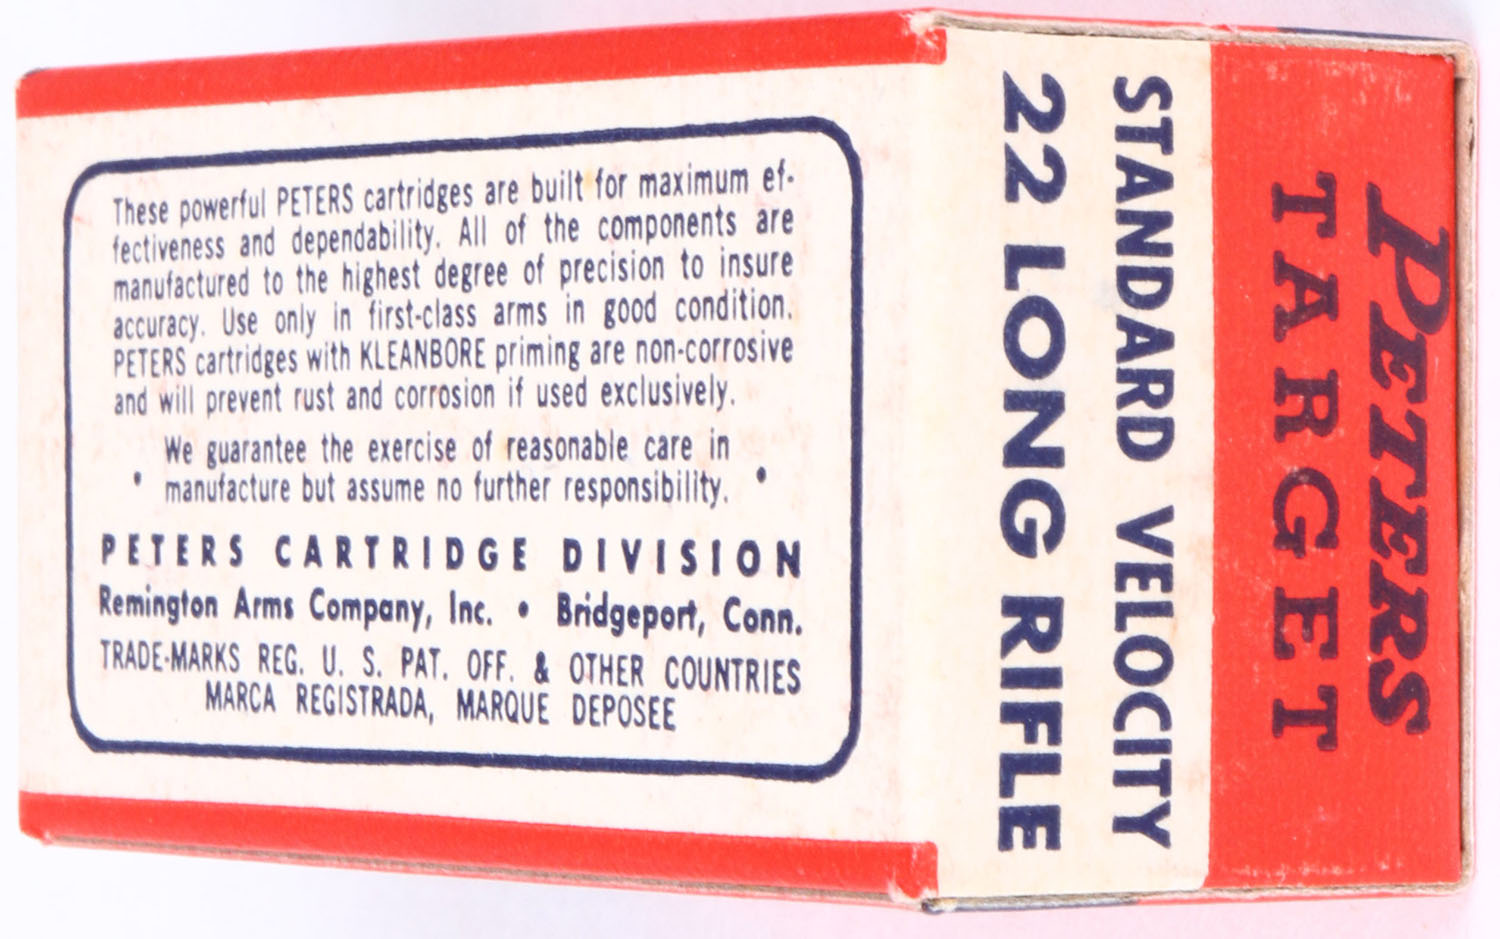 These powerful PETERS cartridges are built for maximum ef-
fectiveness and dependability. All of the components are
manufactured to the highest degree of precision to insure
accuracy. Use only in first-class arms in good condition.
PETERS cartridges with KLEANBORE priming are non-corrosive
and will prevent rust and corrosion if used exclusively.
We guarantee the exercise of reasonable care in
• manufacture but assume no further responsibility. •
PETERS CARTRIDGE DIVISION
Remington Arms Company, Inc. • Bridgeport, Conn.
TRADE-MARKS REG. U. S. PAT. OFF. & OTHER COUNTRIES
MARCA REGISTRADA, MARQUE DEPOSEE
PETERS
TARGET
STANDARD VELOCITY
22 LONG RIFLE